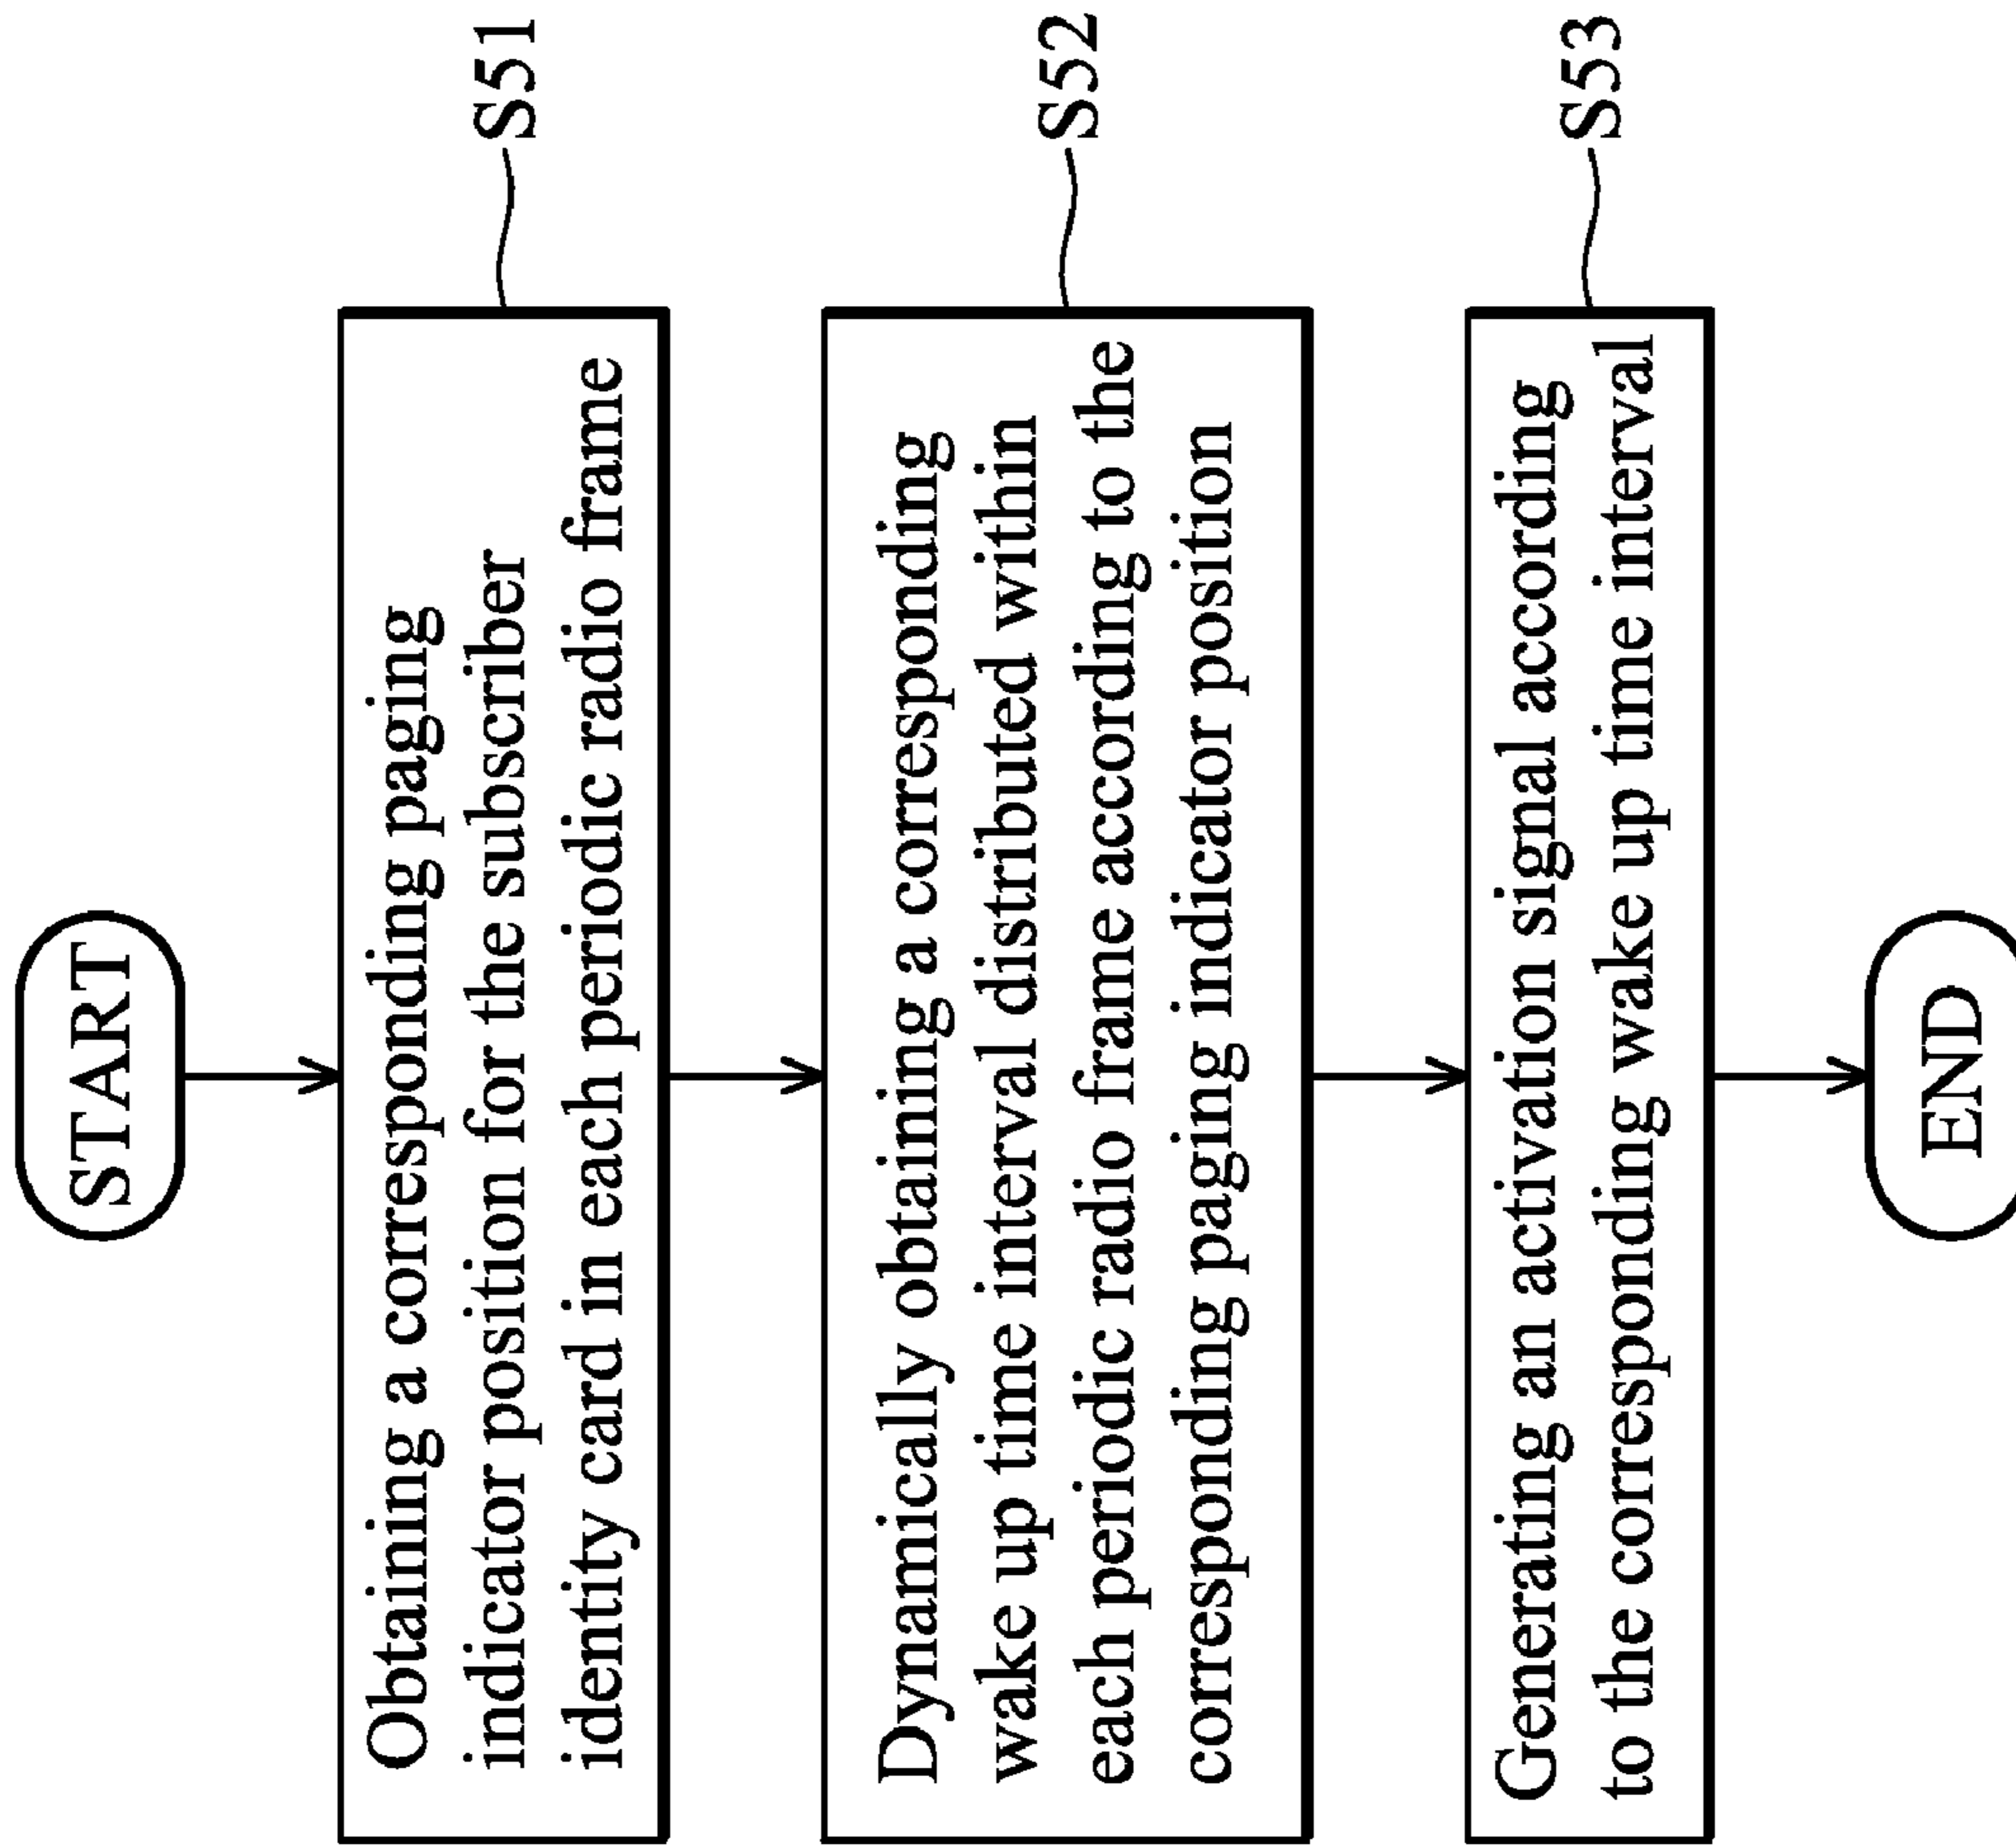 START
Obtaining a corresponding paging
indicator position for the subscriber
identity card in each periodic radio frame
S51
Dynamically obtaining a corresponding
wake up time interval distributed within
each periodic radio frame according to the
corresponding paging indicator position
S52
Generating an activation signal according
to the corresponding wake up time interval
S53
END